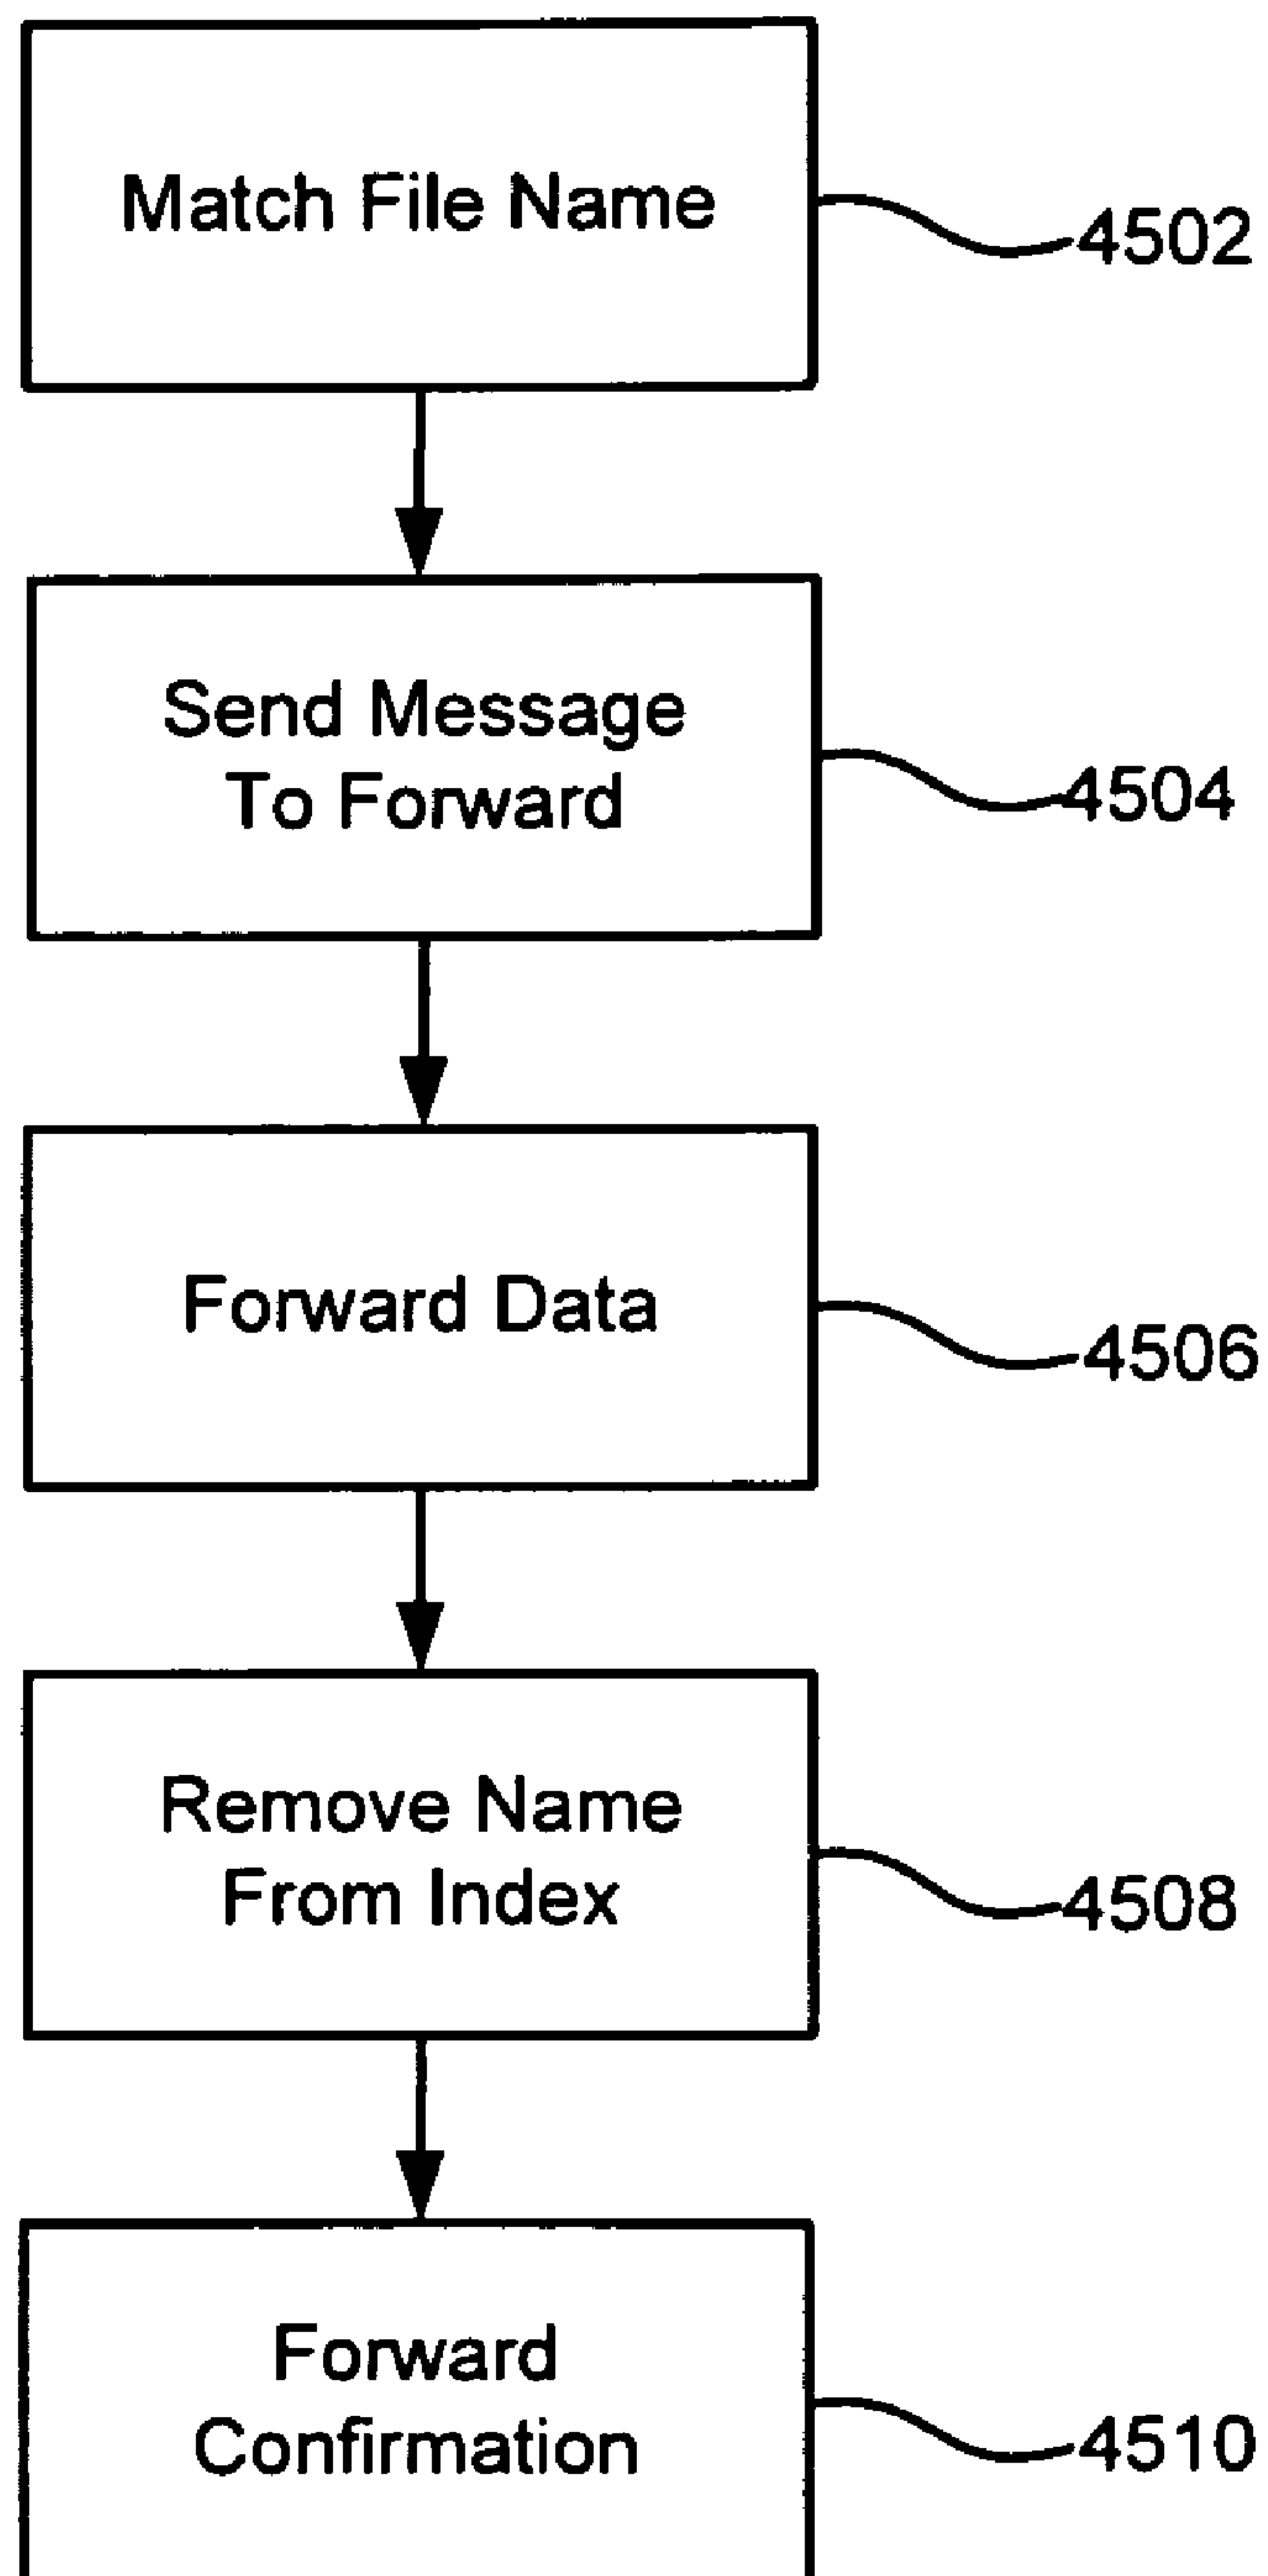 Match File Name
4502
Send Message
To Forward
4504
Forward Data
4506
Remove Name
From Index
4508
Forward
Confirmation
4510